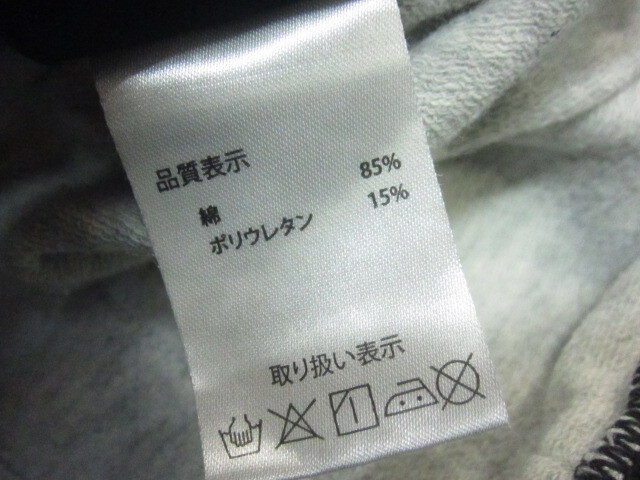 品質表示
綿 85%
ポリウレタン 15%
取り扱い表示